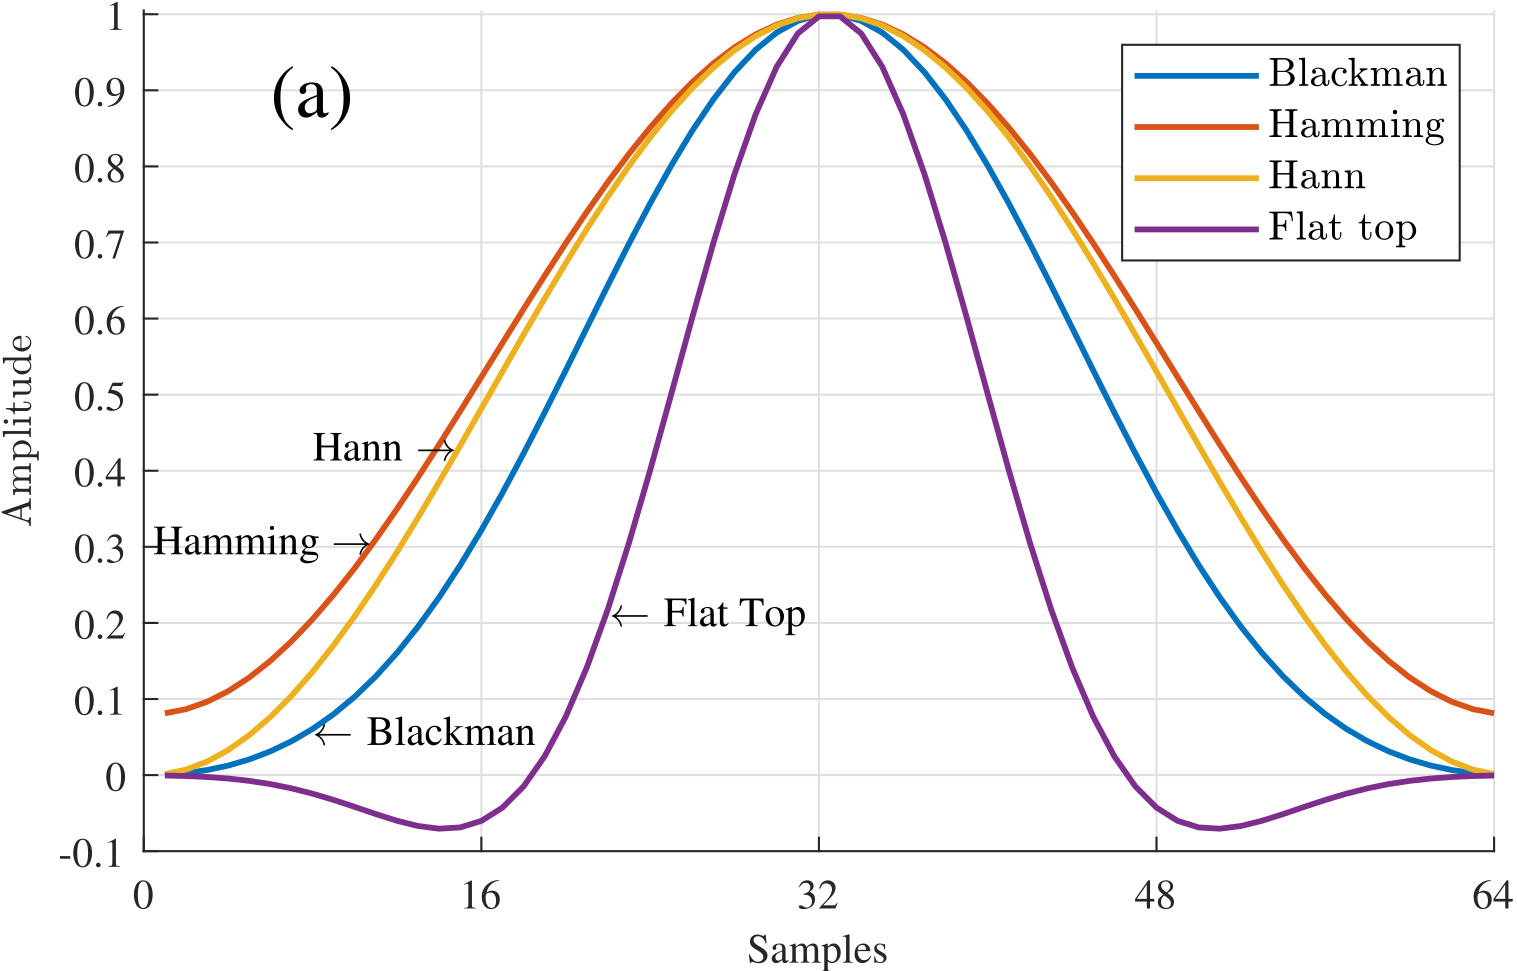 (a)
Blackman
Hamming
Hann
Flat top
1
0.9
0.8
0.7
0.6
0.5
0.4
0.3
0.2
0.1
0
-0.1
Amplitude
Hann →
Hamming →
← Flat Top
← Blackman
0 16 32 48 64
Samples